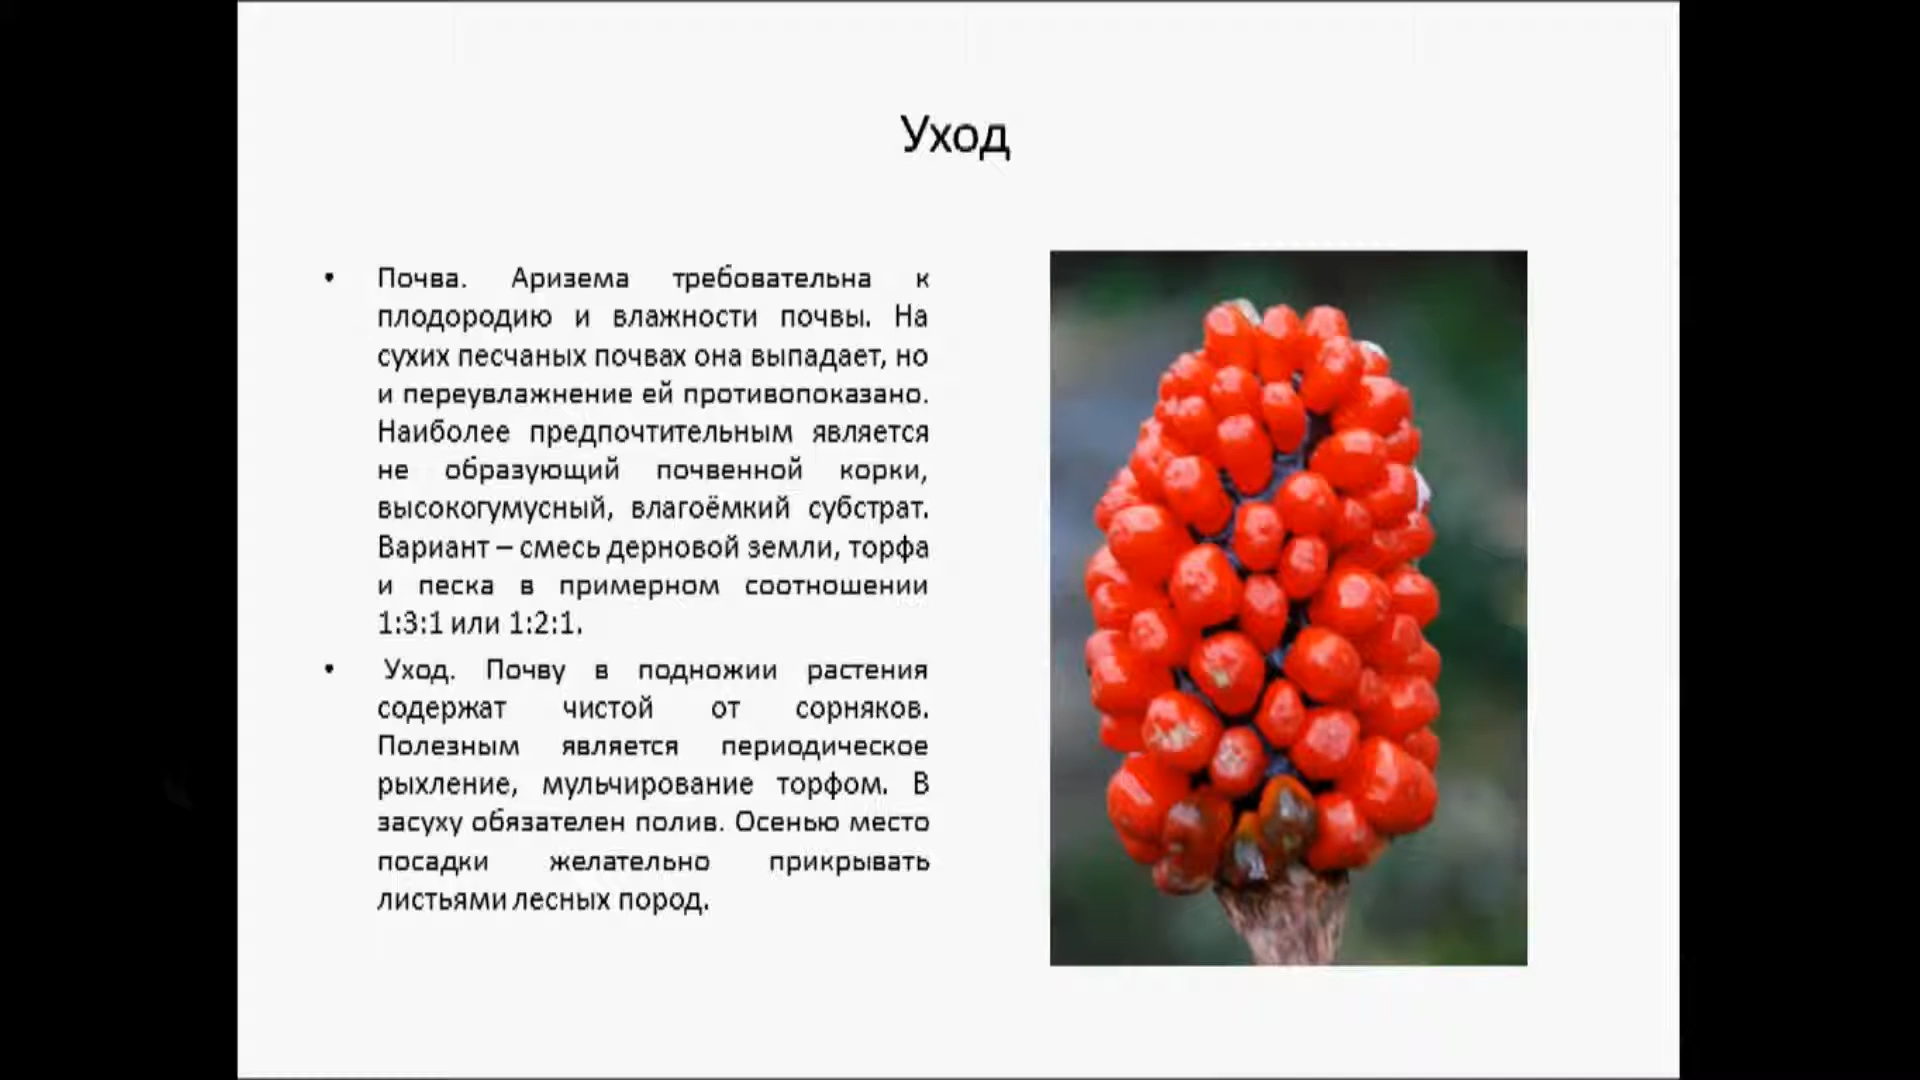 Уход
• Почва. Аризема требовательна к
плодородию и влажности почвы. На
сухих песчаных почвах она выпадает, но
и переувлажнение ей противопоказано.
Наиболее предпочтительным является
не образующий почвенной корки,
высокогумусный, влагоёмкий субстрат.
Вариант – смесь дерновой земли, торфа
и песка в примерном соотношении
1:3:1 или 1:2:1.
• Уход. Почву в подножии растения
содержат чистой от сорняков.
Полезным является периодическое
рыхление, мульчирование торфом. В
засуху обязателен полив. Осенью место
посадки желательно прикрывать
листьями лесных пород.